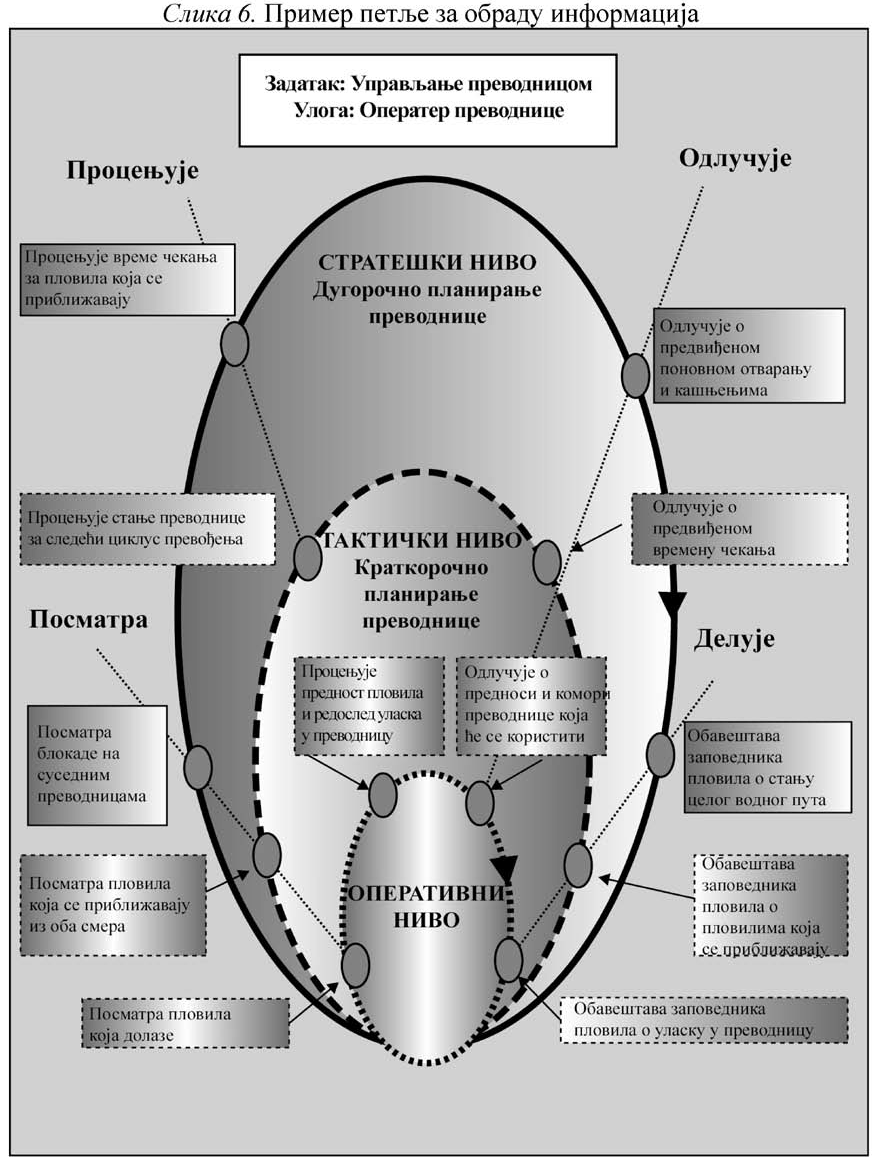 Слика 6. Пример петље за обраду информација
Задатак: Управљање преводницом
Улога: Оператер преводнице
Процењује
Одлучује
Процењује време чекања
за пловила која се
приближавају
СТРАТЕШКИ НИВО
Дугорочно планирање
преводнице
Одлучује о
предвиђеном
поновном отварању
и кашњењима
Процењује стање преводнице
за следећи циклус превођења
ТАКТИЧКИ НИВО
Краткорочно
планирање
преводнице
Одлучује о
предвиђеном
времену чекања
Посматра
Делује
Процењује
предност пловила
и редослед уласка
у преводницу
Одлучује о
предноси и комори
преводнице која
ће се користити
Посматра
блокаде на
суседним
преводницама
Обавештава
заповедника
пловила о стању
целог водног пута
Посматра пловила
која се приближавају
из оба смера
ОПЕРАТИВНИ
НИВО
Обавештава
заповедника
пловила о
пловилима која
се приближавају
Посматра пловила
која долазе
Обавештава заповедника
пловила о уласку у преводницу